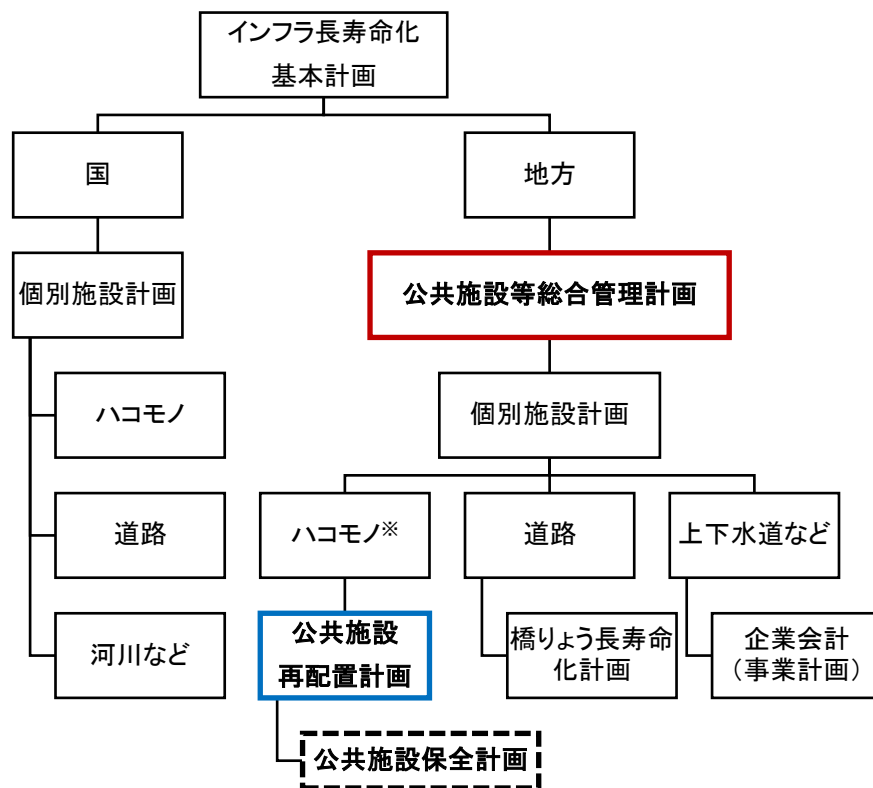 インフラ長寿命化
基本計画
国
地方
個別施設計画
公共施設等総合管理計画
ハコモノ
個別施設計画
道路
ハコモノ※
道路
上下水道など
河川など
公共施設
再配置計画
橋りょう長寿命
化計画
企業会計
（事業計画）
公共施設保全計画